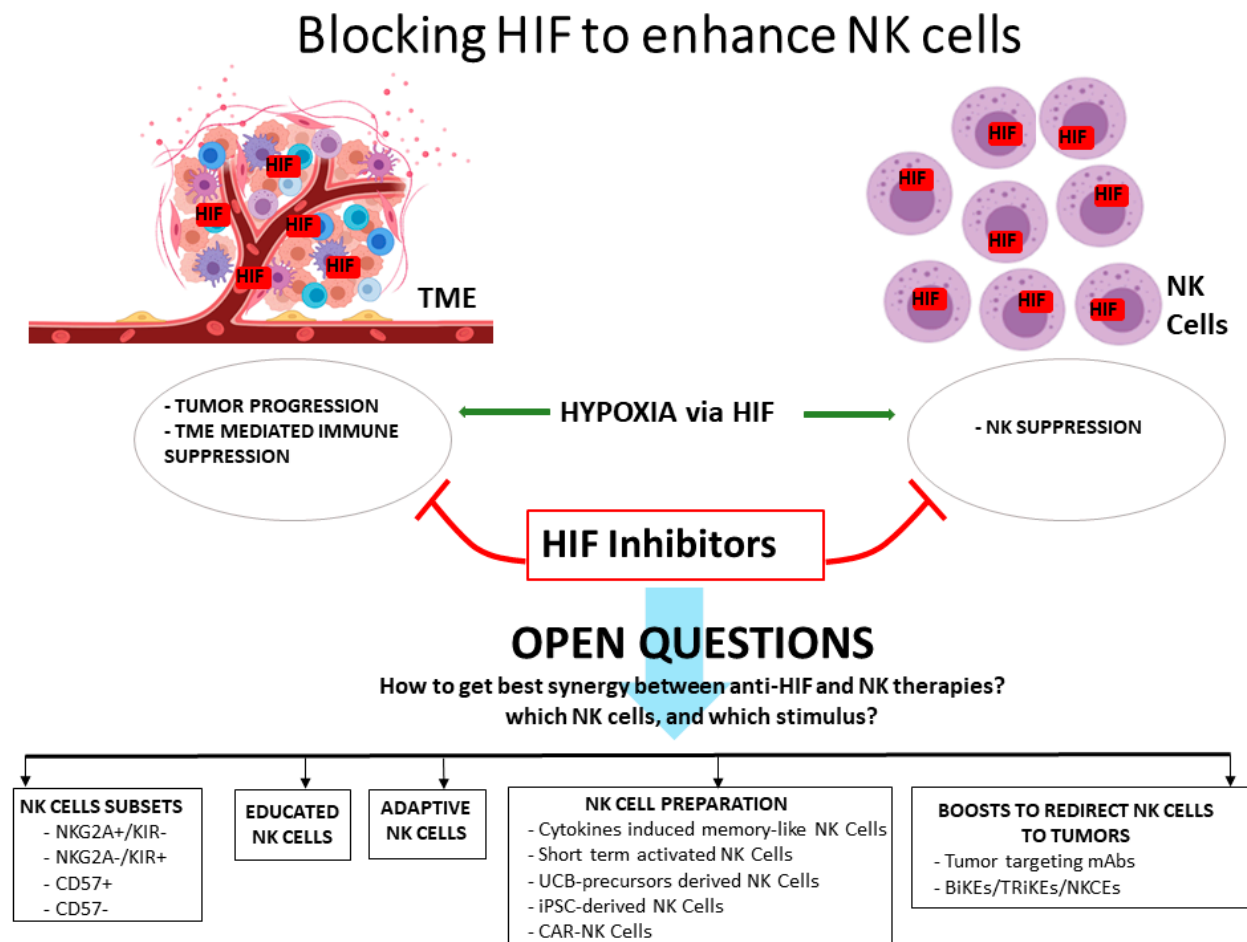 Blocking HIF to enhance NK cells
HIF
HIF
HIF
HIF
HIF
TME
HIF
HIF
HIF
HIF
HIF
HIF
HIF
HIF
NK
Cells
- TUMOR PROGRESSION
- TME MEDIATED IMMUNE
SUPPRESSION
HYPOXIA via HIF
- NK SUPPRESSION
HIF Inhibitors
OPEN QUESTIONS
How to get best synergy between anti-HIF and NK therapies?
which NK cells, and which stimulus?
NK CELLS SUBSETS
- NKG2A+/KIR-
- NKG2A-/KIR+
- CD57+
- CD57-
EDUCATED
NK CELLS
ADAPTIVE
NK CELLS
NK CELL PREPARATION
- Cytokines induced memory-like NK Cells
- Short term activated NK Cells
- UCB-precursors derived NK Cells
- iPSC-derived NK Cells
- CAR-NK Cells
BOOSTS TO REDIRECT NK CELLS
TO TUMORS
- Tumor targeting mAbs
- BiKEs/TRiKEs/NKCEs